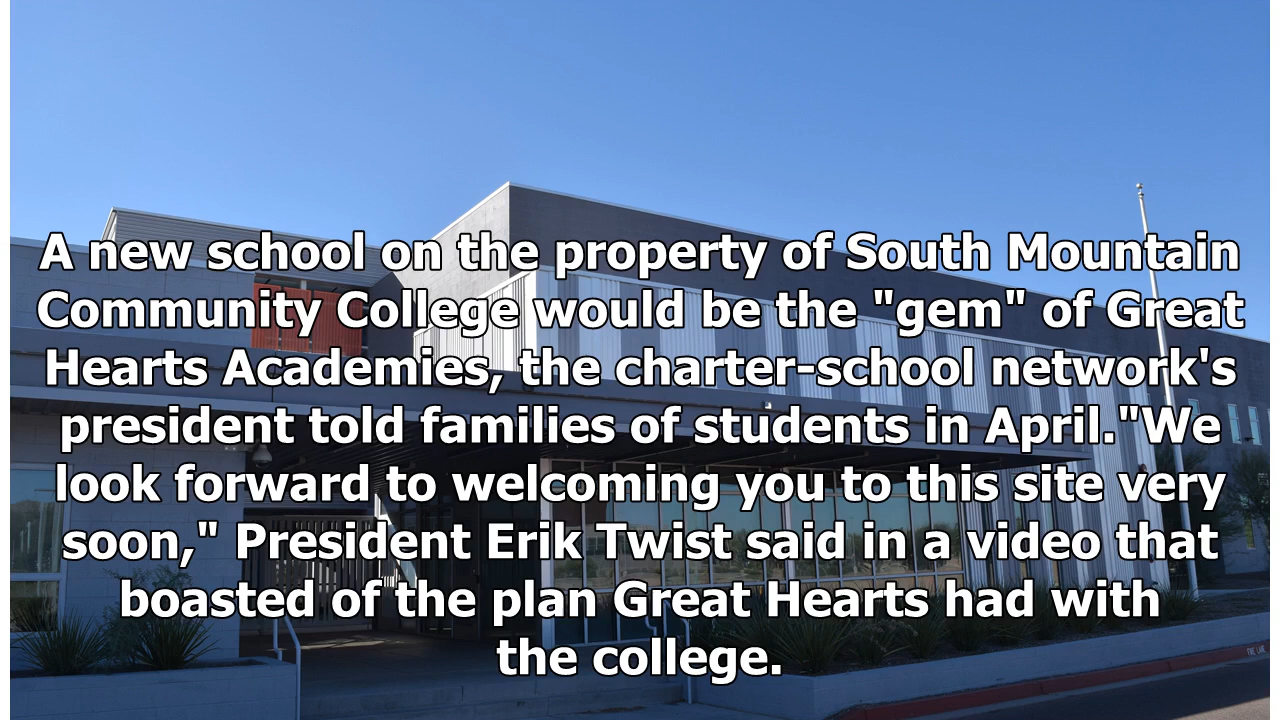 A new school on the property of South Mountain
Community College would be the "gem" of Great
Hearts Academies, the charter-school network's
president told families of students in April."We
look forward to welcoming you to this site very
soon," President Erik Twist said in a video that
boasted of the plan Great Hearts had with
the college.
FIRE LANE